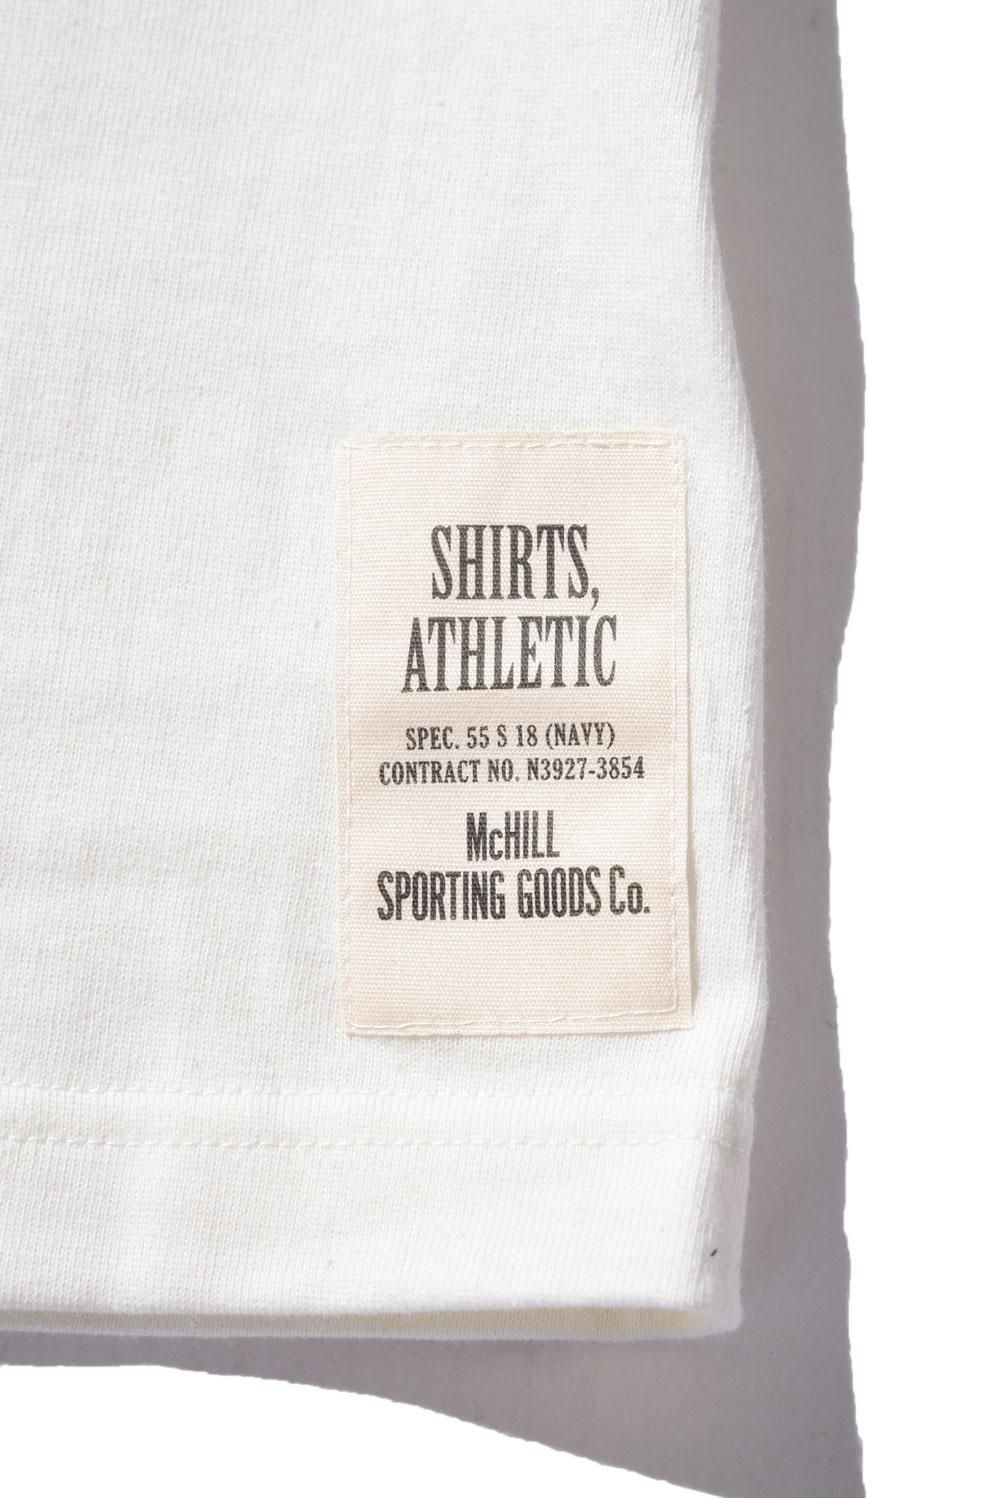 SHIRTS,
ATHLETIC
SPEC. 55 S 18 (NAVY)
CONTRACT NO. N3927-3854
McHILL
SPORTING GOODS Co.